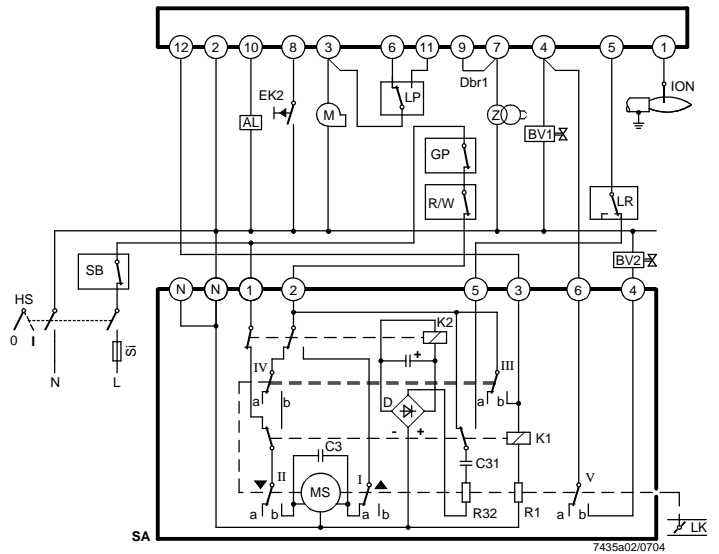 12 2 10 8 3 6 11 9 7 4 5 1
Dbr1
ION
EK2
LP
AL
M
Z
BV1
GP
R/W
LR
SB
BV2
HS
0 I
Si
N L
N N 1 2 5 3 6 4
K2
+
IV
III
a b
a b
D
- +
K1
C3
C31
II
I
V
MS
a b
a b
R32
R1
a b
LK
SA
7435a02/0704